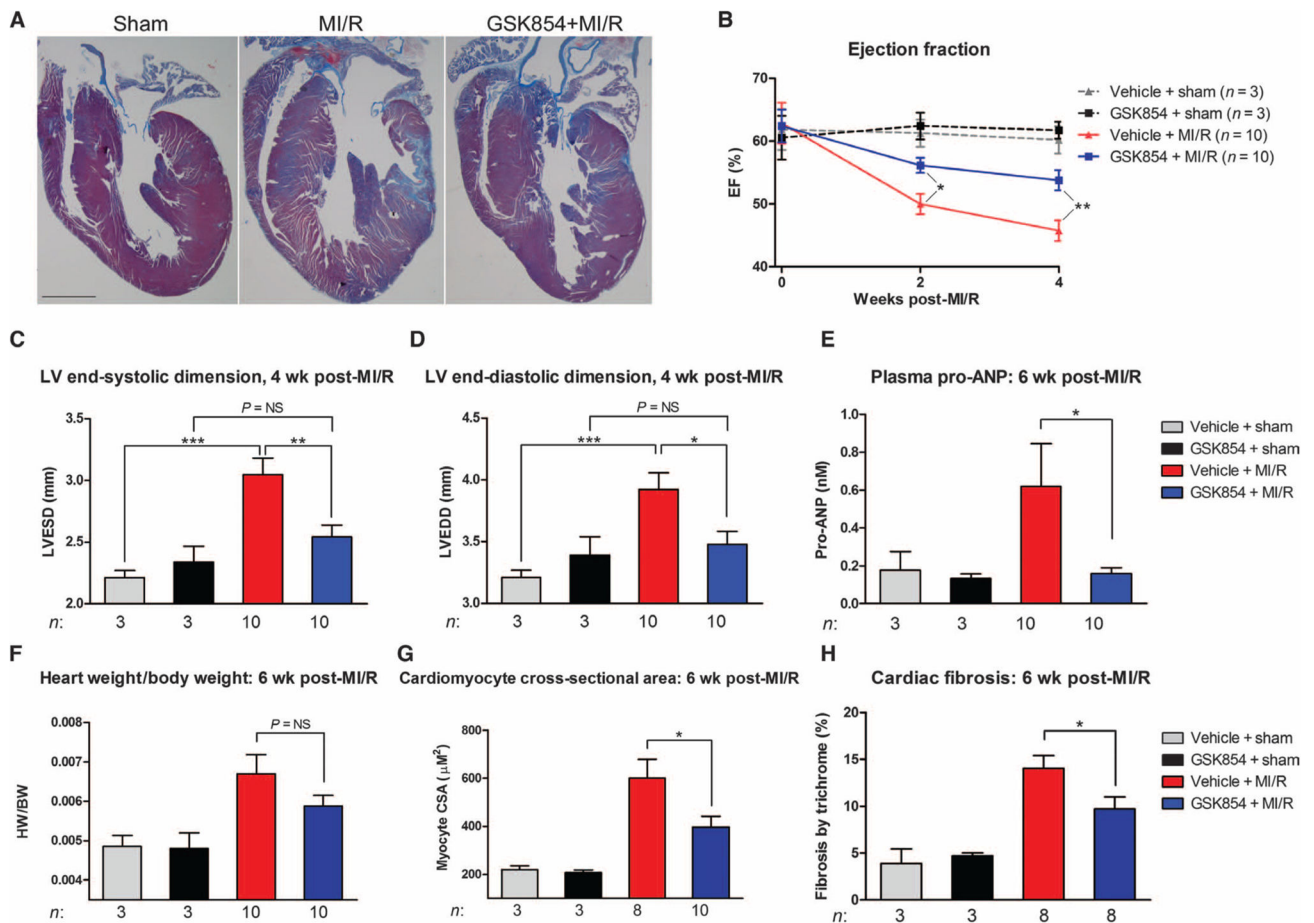 A
Sham
MI/R
GSK854+MI/R
B
Ejection fraction
EF (%)
70
60
50
40
0
2
4
Weeks post-MI/R
*
**
Vehicle + sham (n = 3)
GSK854 + sham (n = 3)
Vehicle + MI/R (n = 10)
GSK854 + MI/R (n = 10)
C
LV end-systolic dimension, 4 wk post-MI/R
P = NS
***
**
LVESD (mm)
3.5
3.0
2.5
2.0
n: 3 3 10 10
D
LV end-diastolic dimension, 4 wk post-MI/R
P = NS
***
*
LVEDD (mm)
4.5
4.0
3.5
3.0
n: 3 3 10 10
E
Plasma pro-ANP: 6 wk post-MI/R
*
Pro-ANP (nM)
1.0
0.8
0.6
0.4
0.2
0.0
n: 3 3 10 10
Vehicle + sham
GSK854 + sham
Vehicle + MI/R
GSK854 + MI/R
F
Heart weight/body weight: 6 wk post-MI/R
P = NS
HW/BW
0.008
0.007
0.006
0.005
0.004
n: 3 3 10 10
G
Cardiomyocyte cross-sectional area: 6 wk post-MI/R
*
Myocyte CSA (μM²)
800
600
400
200
n: 3 3 8 10
H
Cardiac fibrosis: 6 wk post-MI/R
*
Fibrosis by trichrome (%)
20
15
10
5
0
n: 3 3 8 8
Vehicle + sham
GSK854 + sham
Vehicle + MI/R
GSK854 + MI/R